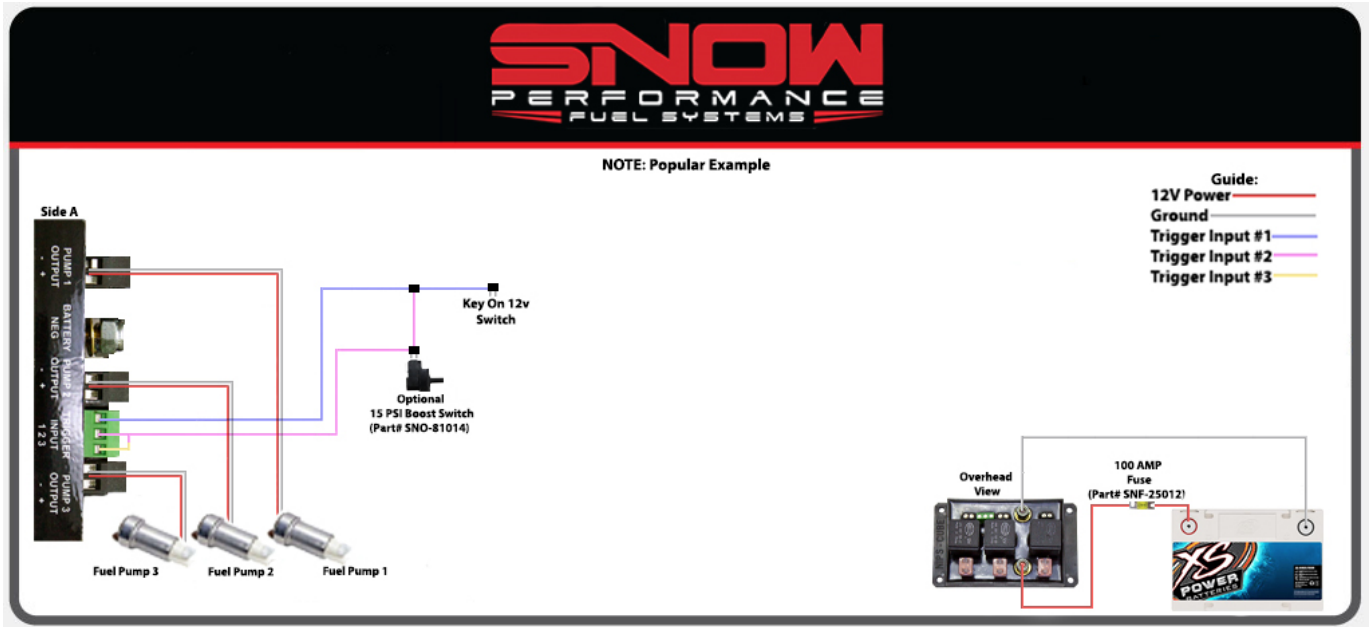 SNOW
PERFORMANCE
FUEL SYSTEMS
NOTE: Popular Example
Guide:
12V Power
Ground
Trigger Input #1
Trigger Input #2
Trigger Input #3
Side A
PUMP 1
OUTPUT
- +
BATTERY
NEG
PUMP 2
OUTPUT
- +
TRIGGER
INPUT
1 2 3
PUMP 3
OUTPUT
- +
Key On 12v
Switch
Optional
15 PSI Boost Switch
(Part# SNO-81014)
Fuel Pump 3
Fuel Pump 2
Fuel Pump 1
Overhead
View
100 AMP
Fuse
(Part# SNF-25012)
XS
POWER
BATTERIES